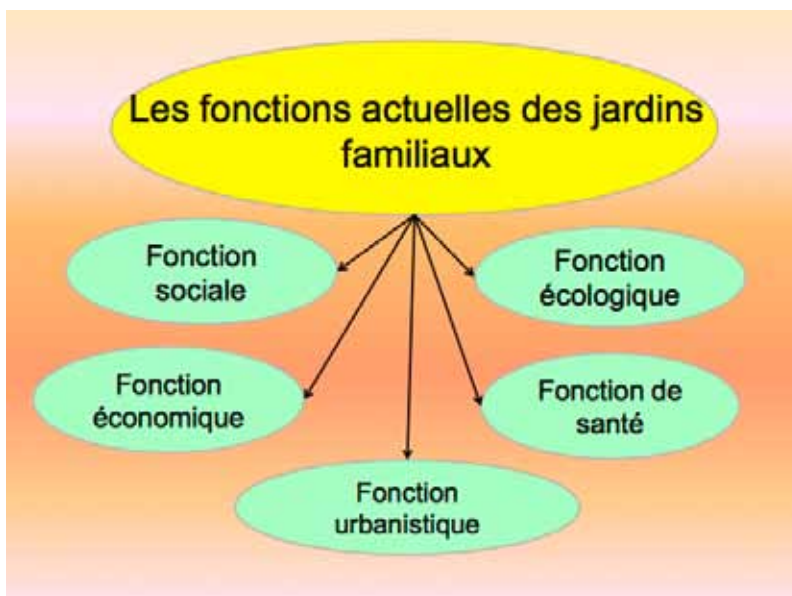 Les fonctions actuelles des jardins
familiaux
Fonction
sociale
Fonction
écologique
Fonction
économique
Fonction de
santé
Fonction
urbanistique